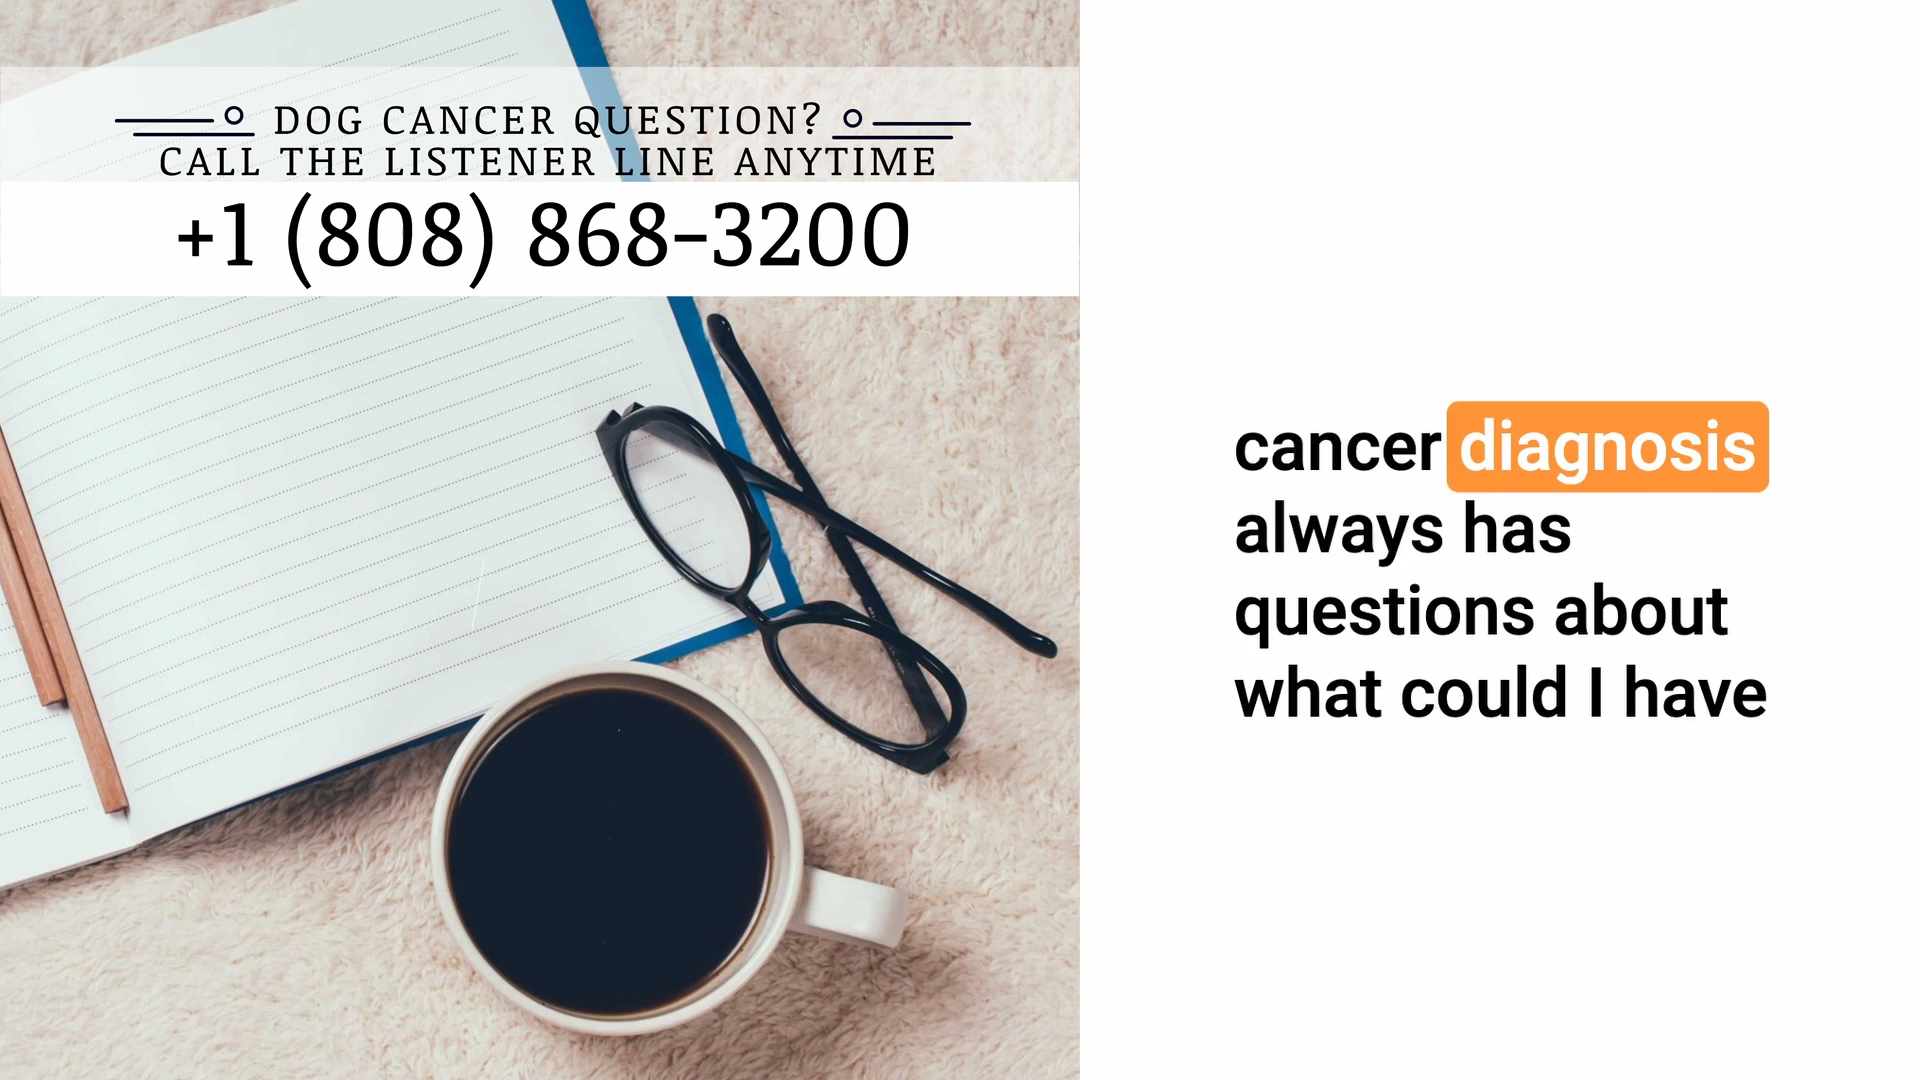 DOG CANCER QUESTION?
CALL THE LISTENER LINE ANYTIME
+1 (808) 868-3200
cancer diagnosis
always has
questions about
what could I have